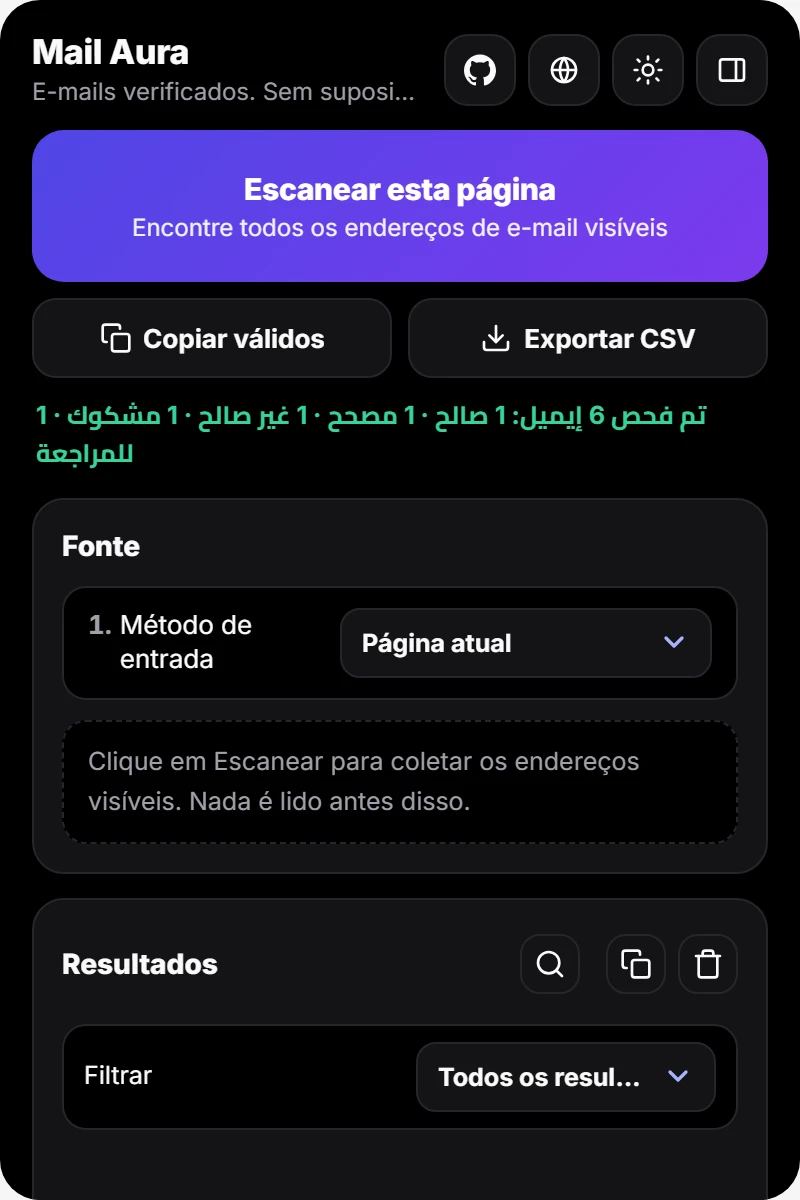 Mail Aura
E-mails verificados. Sem suposi...
Escanear esta página
Encontre todos os endereços de e-mail visíveis
Copiar válidos
Exportar CSV
تم فحص 6 إيميل: 1 صالح · 1 مصحح · 1 غير صالح · 1 مشكوك · 1
للمراجعة
Fonte
1. Método de
entrada
Página atual
Clique em Escanear para coletar os endereços
visíveis. Nada é lido antes disso.
Resultados
Filtrar
Todos os resul...